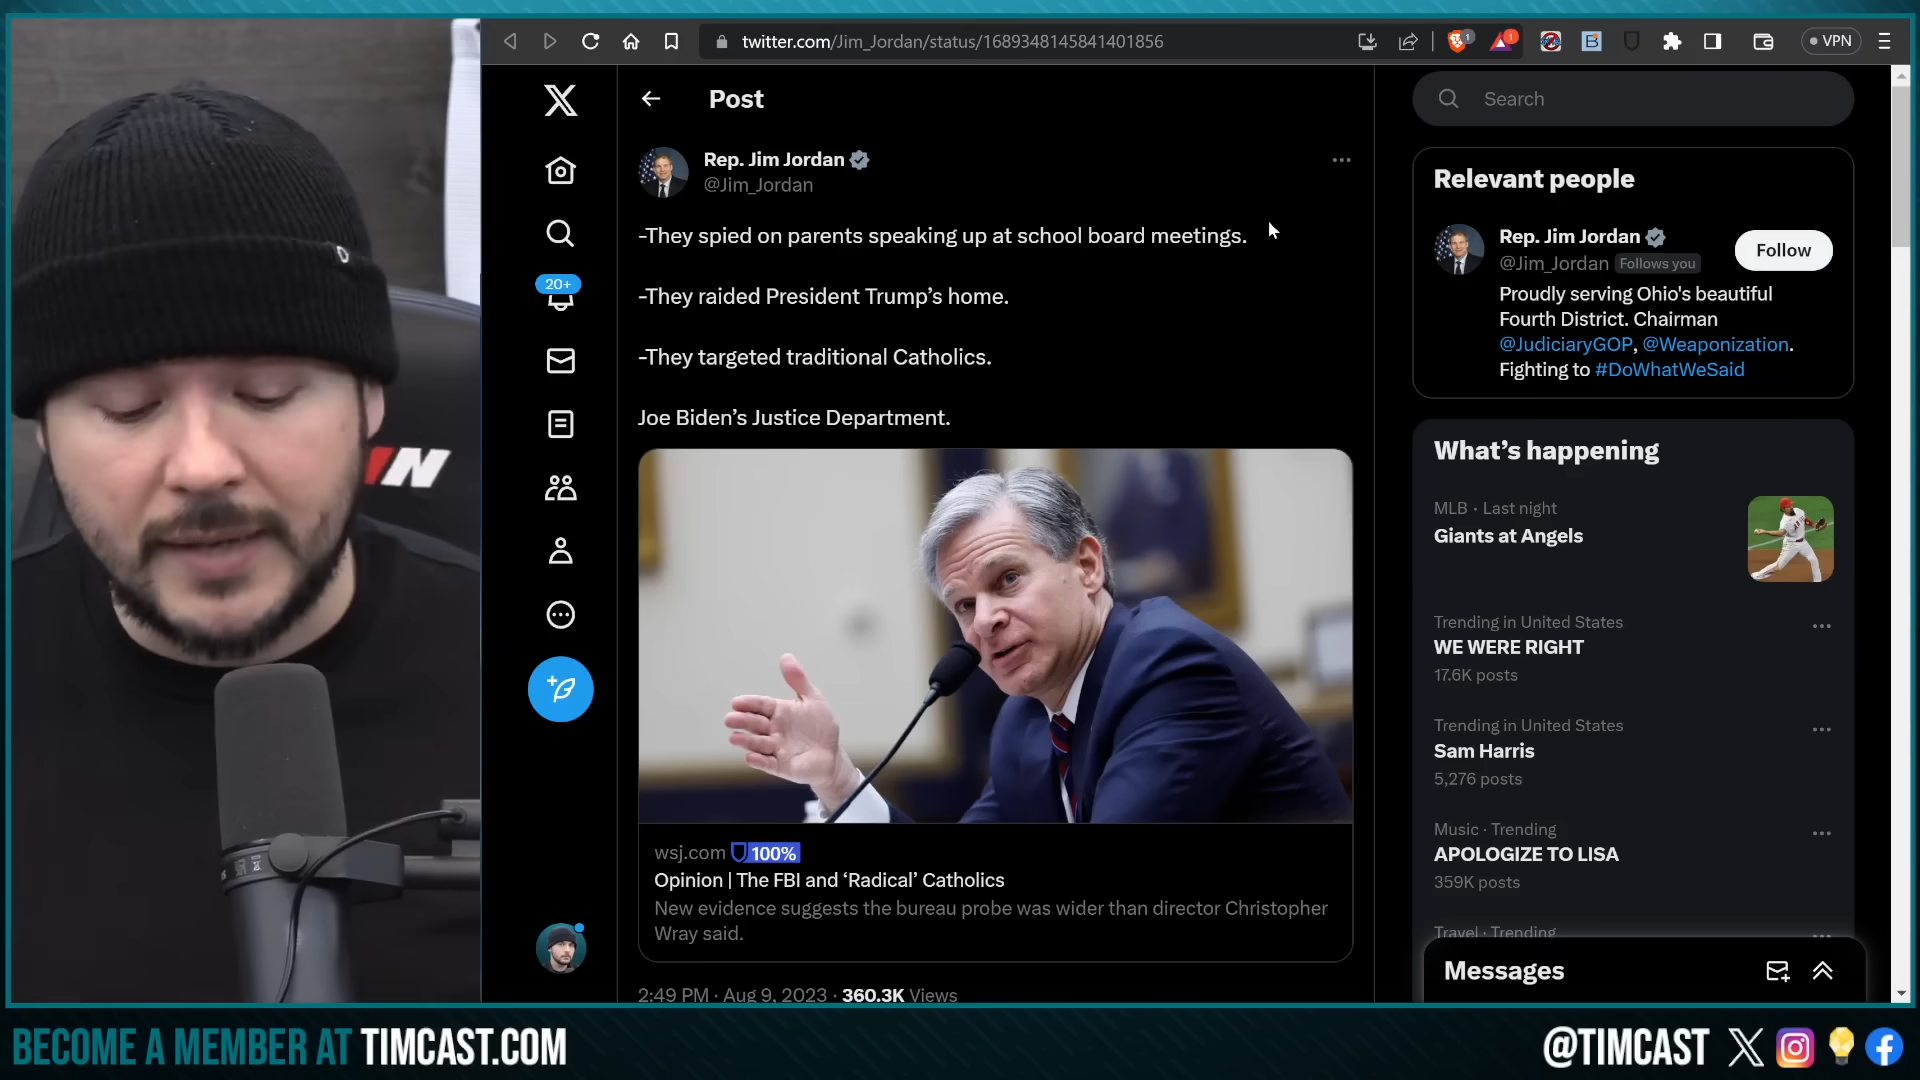 twitter.com/Jim_Jordan/status/1689348145841401856
1
1
VPN
Post
Search
Rep. Jim Jordan
@Jim_Jordan
-They spied on parents speaking up at school board meetings.
-They raided President Trump’s home.
-They targeted traditional Catholics.
Joe Biden’s Justice Department.
20+
wsj.com 100%
Opinion | The FBI and ‘Radical’ Catholics
New evidence suggests the bureau probe was wider than director Christopher
Wray said.
2:49 PM · Aug 9, 2023 · 360.3K Views
Relevant people
Rep. Jim Jordan
@Jim_Jordan Follows you
Follow
Proudly serving Ohio's beautiful
Fourth District. Chairman
@JudiciaryGOP, @Weaponization.
Fighting to #DoWhatWeSaid
What’s happening
MLB · Last night
Giants at Angels
Trending in United States
WE WERE RIGHT
17.6K posts
Trending in United States
Sam Harris
5,276 posts
Music · Trending
APOLOGIZE TO LISA
359K posts
Travel · Trending
Messages
BECOME A MEMBER AT TIMCAST.COM
@TIMCAST